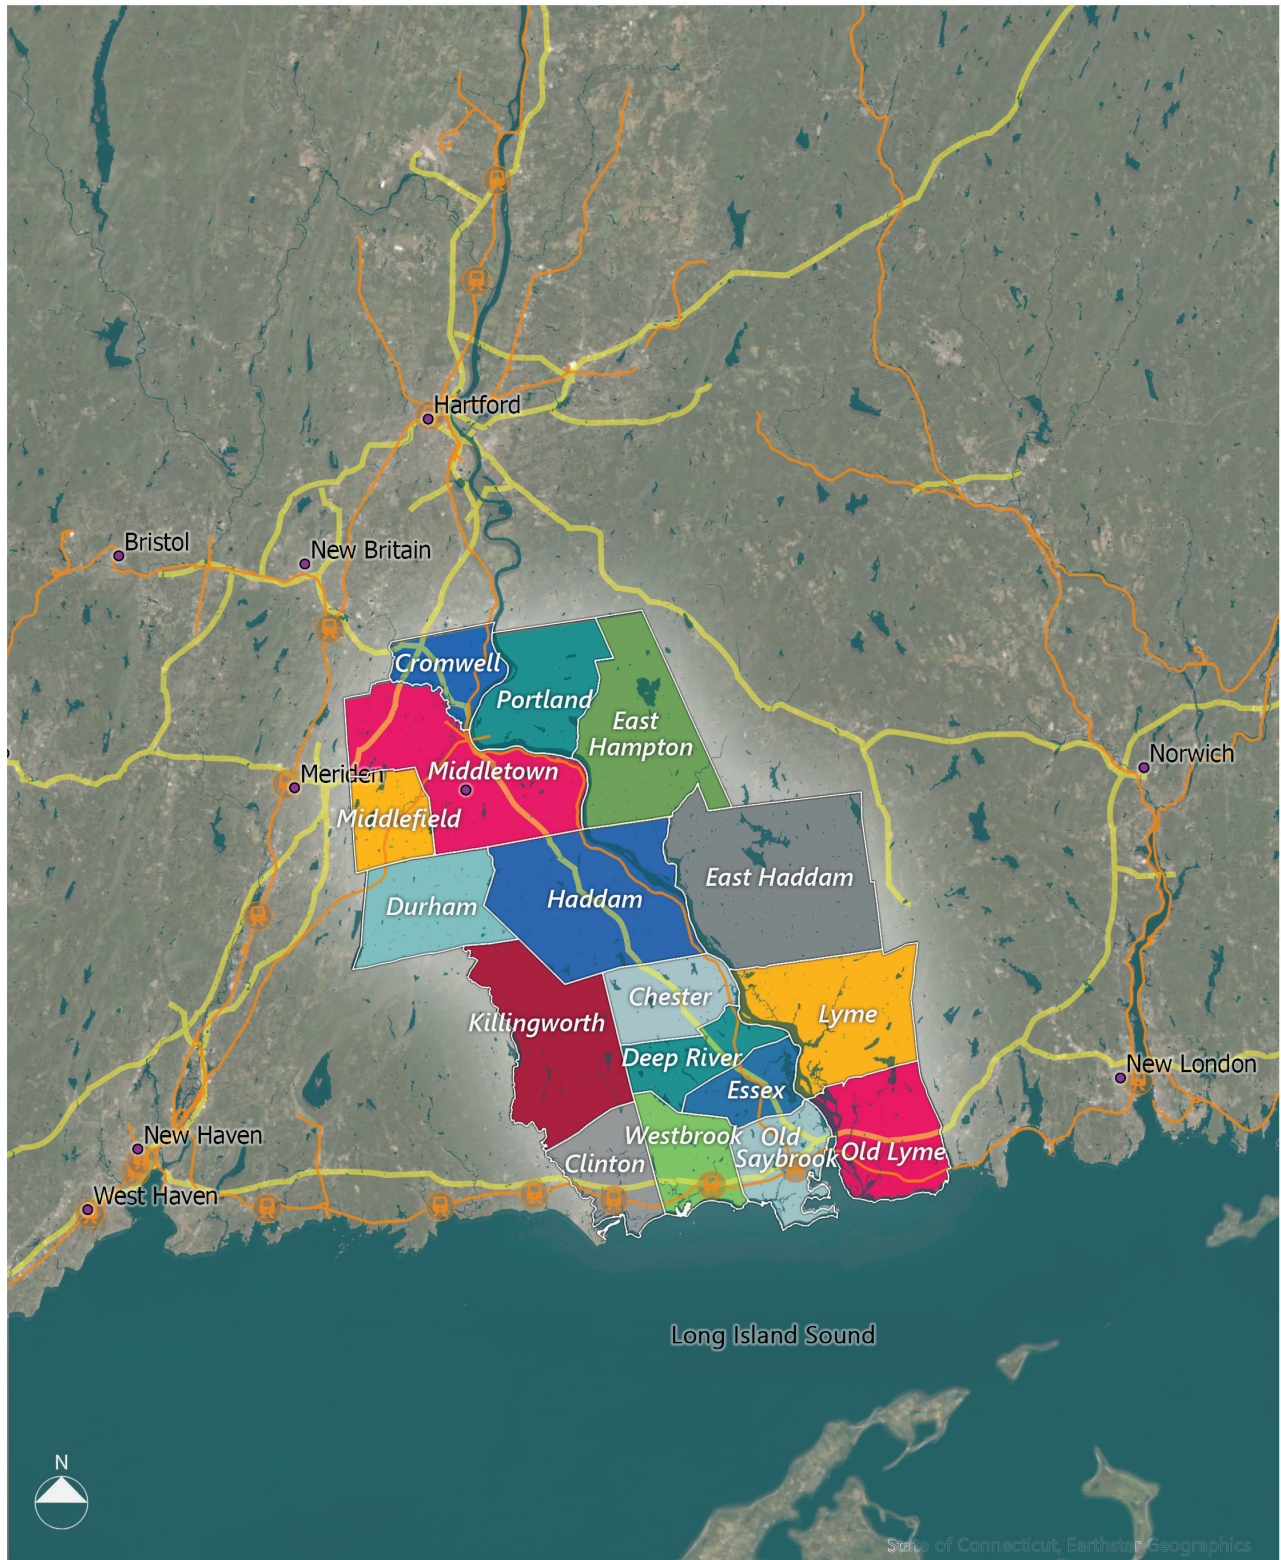 Hartford
Bristol
New Britain
Cromwell
Portland
East
Hampton
Norwich
Meriden
Middletown
Middlefield
East Haddam
Haddam
Durham
Chester
Lyme
Killingworth
Deep River
New London
Essex
New Haven
Westbrook
Old
Saybrook
Old Lyme
Clinton
West Haven
Long Island Sound
N
State of Connecticut, Earthstar Geographics